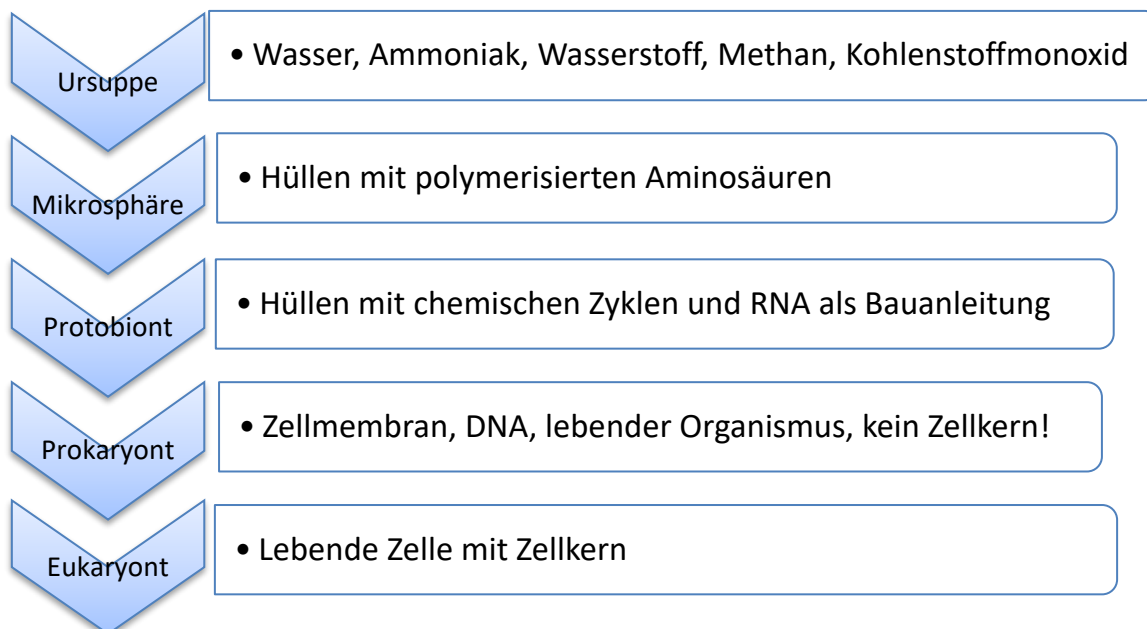 Ursuppe
• Wasser, Ammoniak, Wasserstoff, Methan, Kohlenstoffmonoxid
Mikrosphäre
• Hüllen mit polymerisierten Aminosäuren
Protobiont
• Hüllen mit chemischen Zyklen und RNA als Bauanleitung
Prokaryont
• Zellmembran, DNA, lebender Organismus, kein Zellkern!
Eukaryont
• Lebende Zelle mit Zellkern